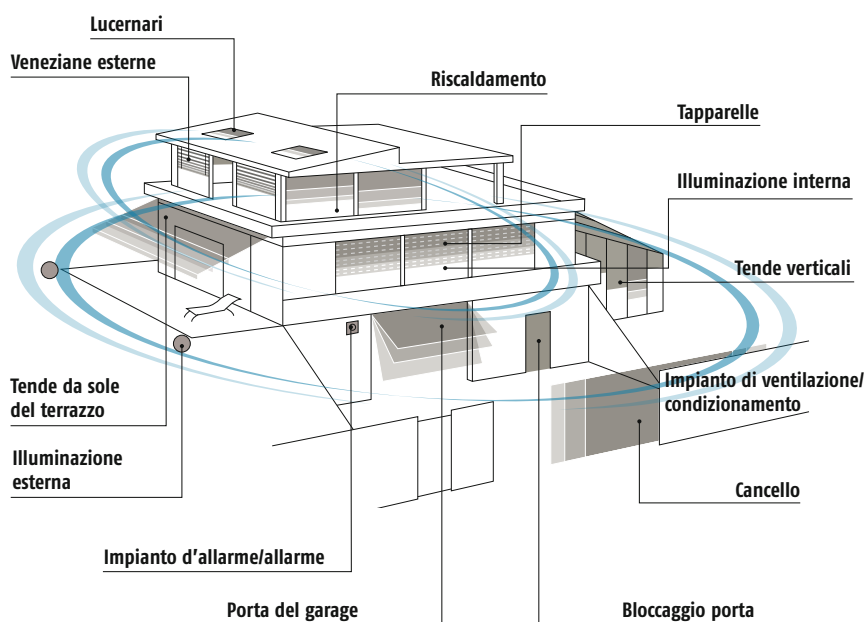 Lucernari
Veneziane esterne
Riscaldamento
Tapparelle
Illuminazione interna
Tende verticali
Tende da sole
del terrazzo
Impianto di ventilazione/
condizionamento
Illuminazione
esterna
Cancello
Impianto d'allarme/allarme
Porta del garage
Bloccaggio porta